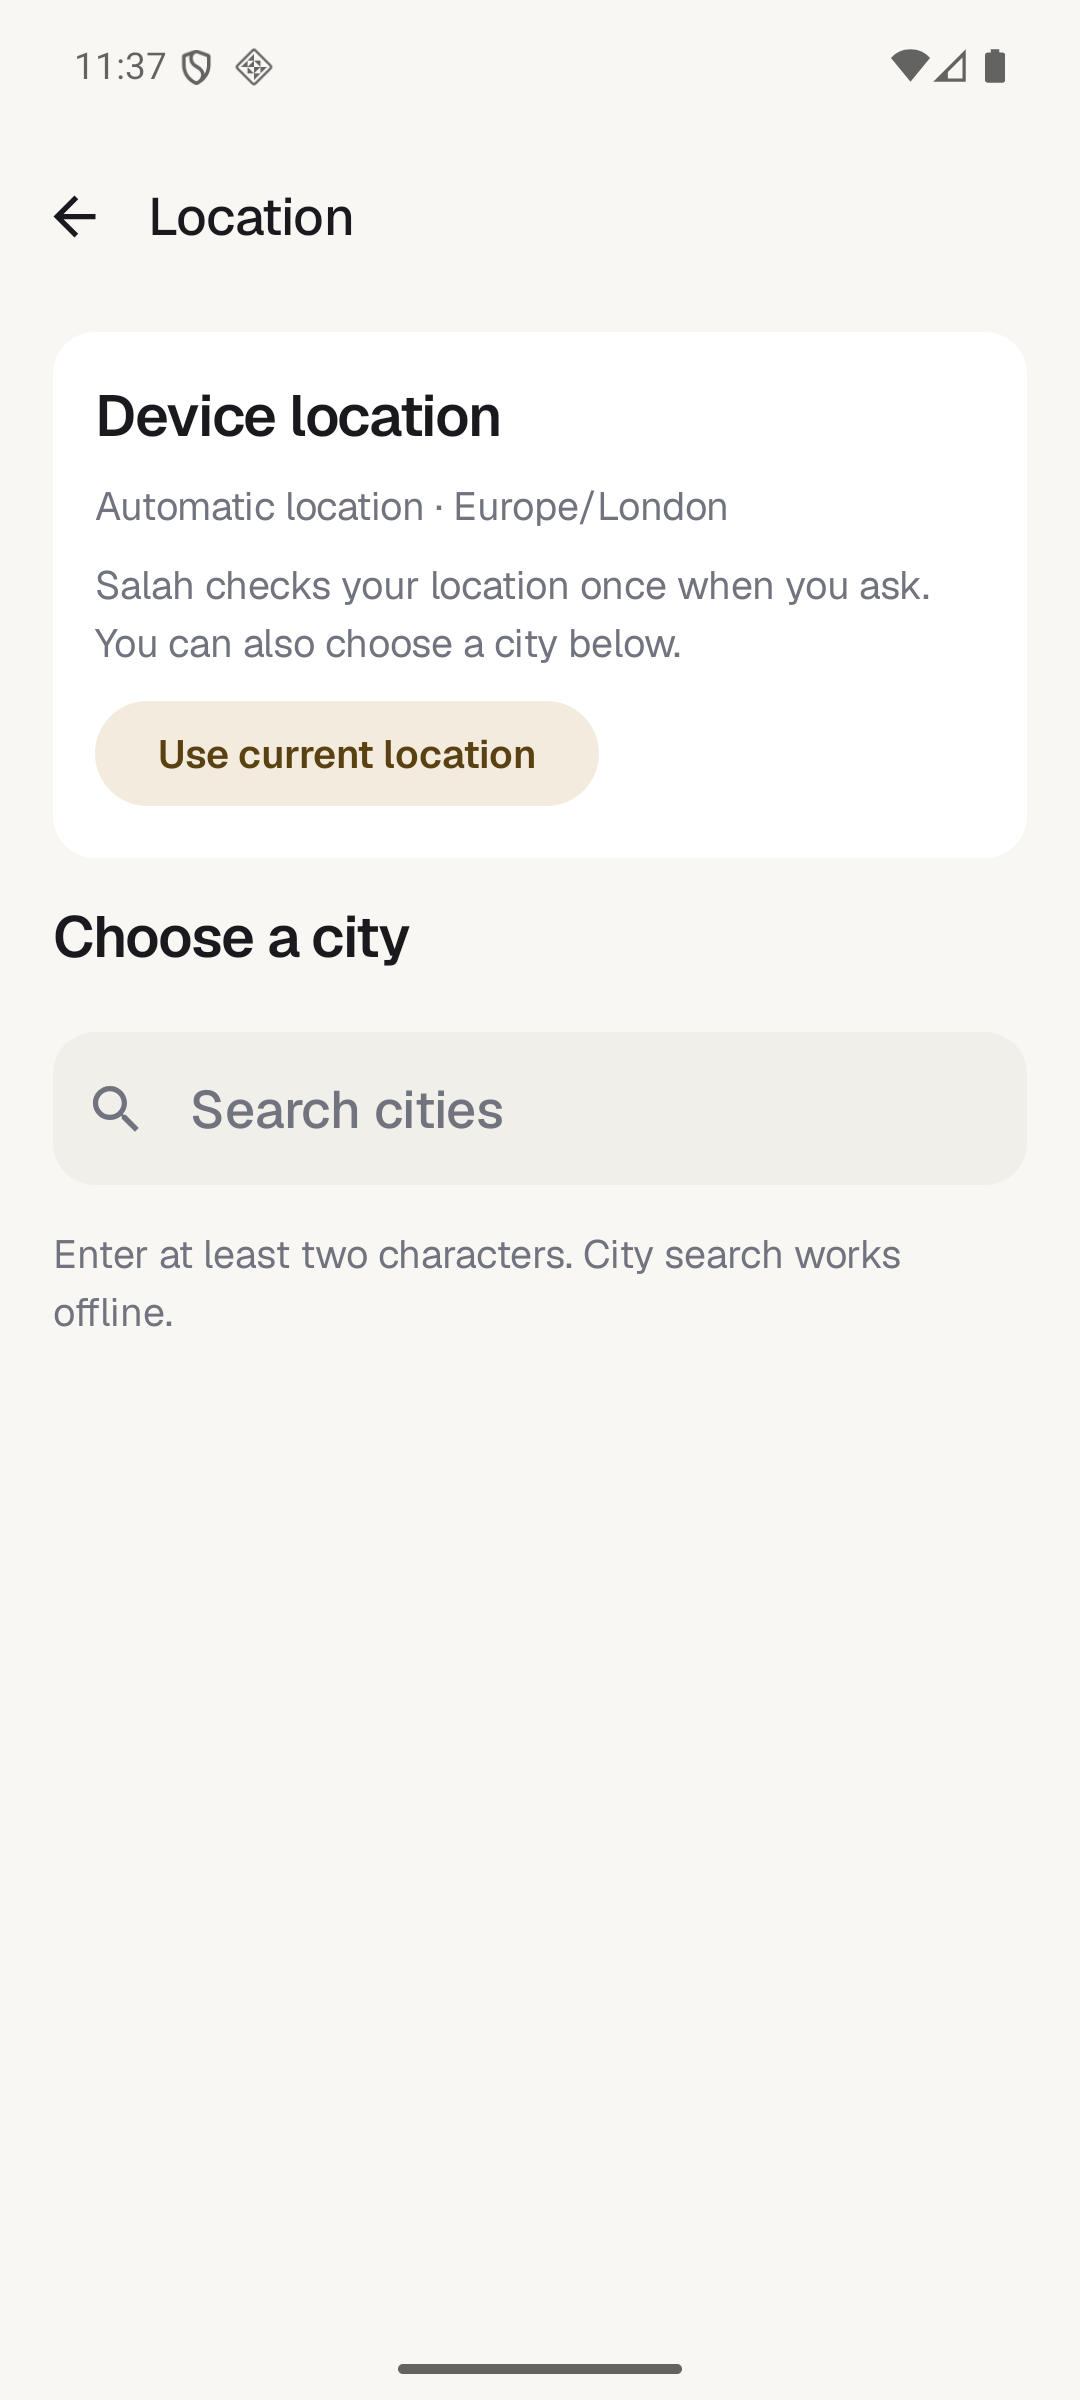 11:37
Location
Device location
Automatic location · Europe/London
Salah checks your location once when you ask.
You can also choose a city below.
Use current location
Choose a city
Search cities
Enter at least two characters. City search works
offline.